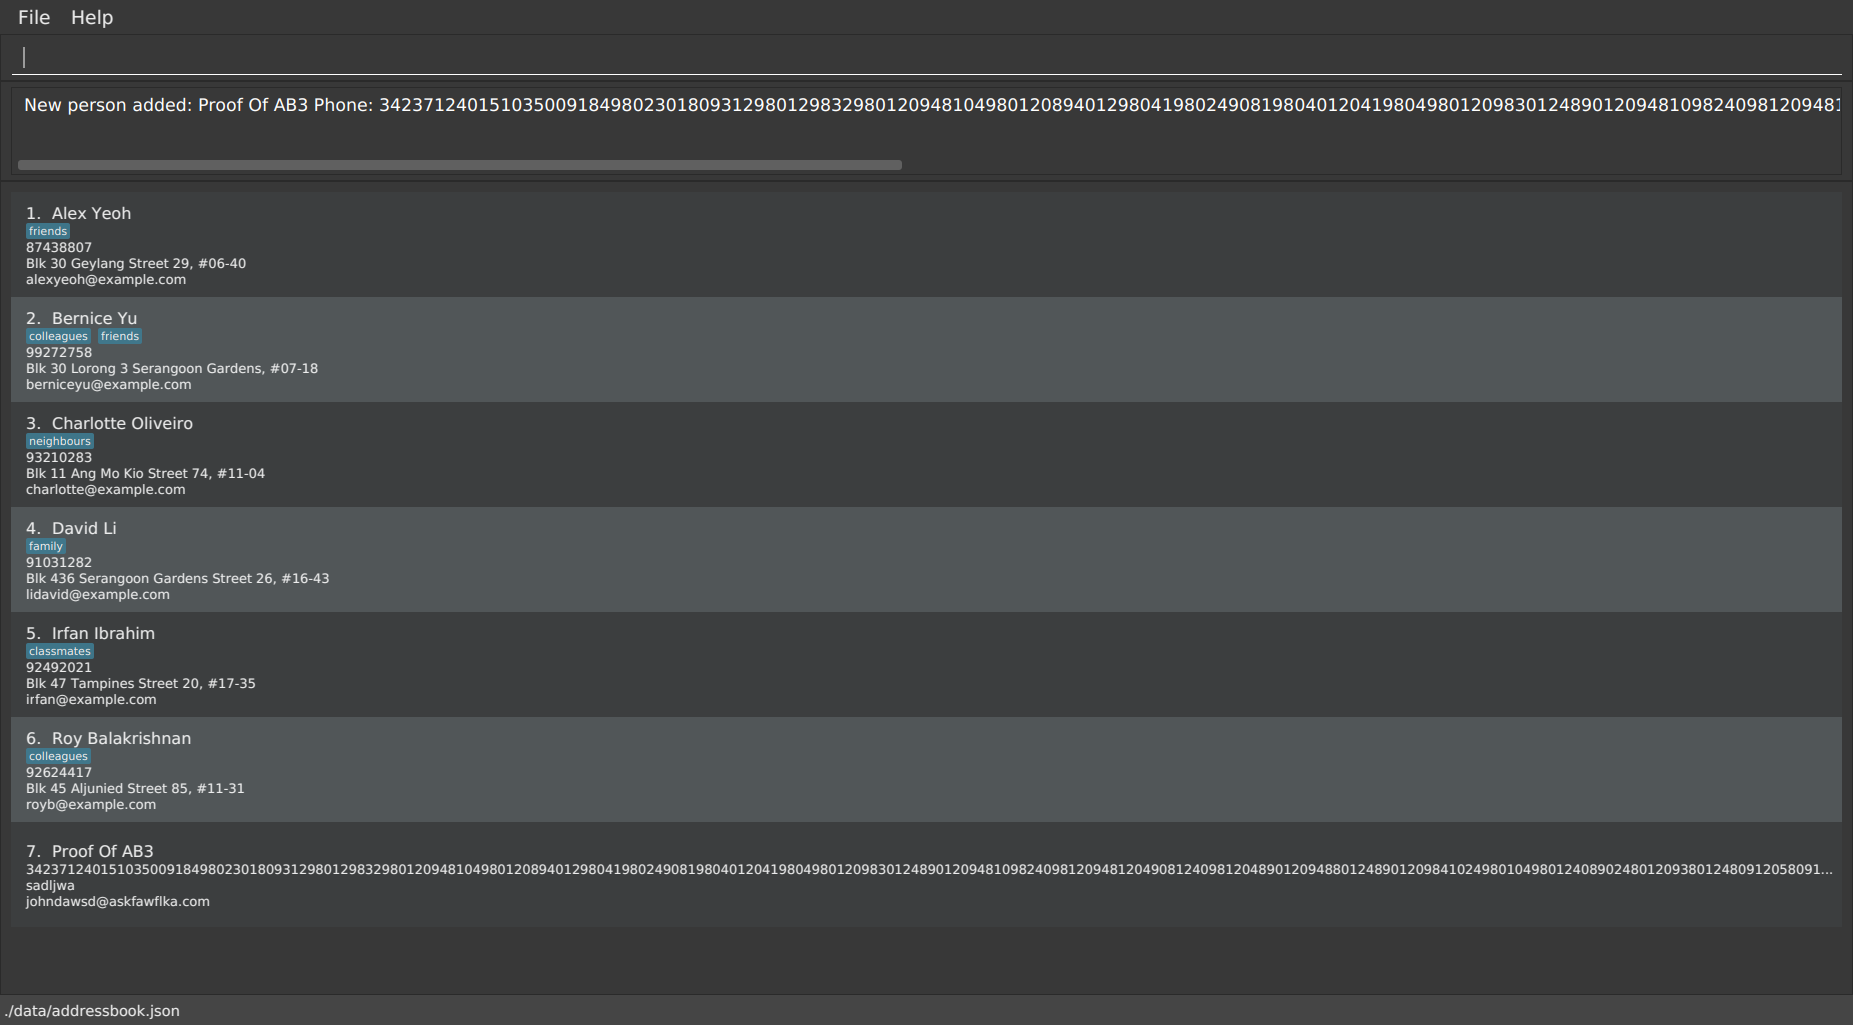 File Help
New person added: Proof Of AB3 Phone:
1. Alex Yeoh
friends
87438807
Blk 30 Geylang Street 29, #06-40
alexyeoh@example.com
2. Bernice Yu
colleagues friends
99272758
Blk 30 Lorong 3 Serangoon Gardens, #07-18
berniceyu@example.com
3. Charlotte Oliveiro
neighbours
93210283
Blk 11 Ang Mo Kio Street 74, #11-04
charlotte@example.com
4. David Li
family
91031282
Blk 436 Serangoon Gardens Street 26, #16-43
lidavid@example.com
5. Irfan Ibrahim
classmates
92492021
Blk 47 Tampines Street 20, #17-35
irfan@example.com
6. Roy Balakrishnan
colleagues
92624417
Blk 45 Aljunied Street 85, #11-31
royb@example.com
7. Proof Of AB3
sadljwa
johndawsd@askfawflka.com
./data/addressbook.json